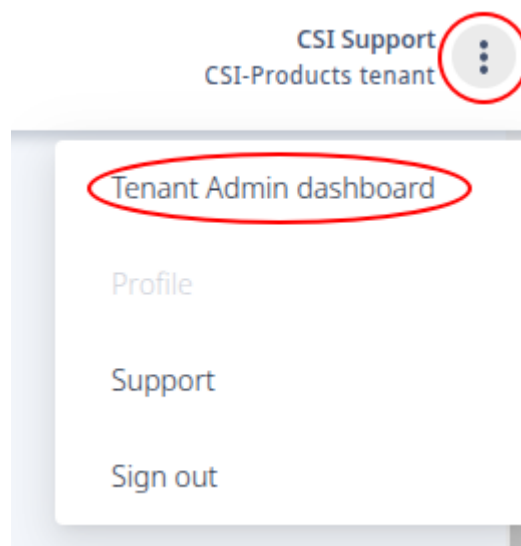 CSI Support
CSI-Products tenant
Tenant Admin dashboard
Profile
Support
Sign out